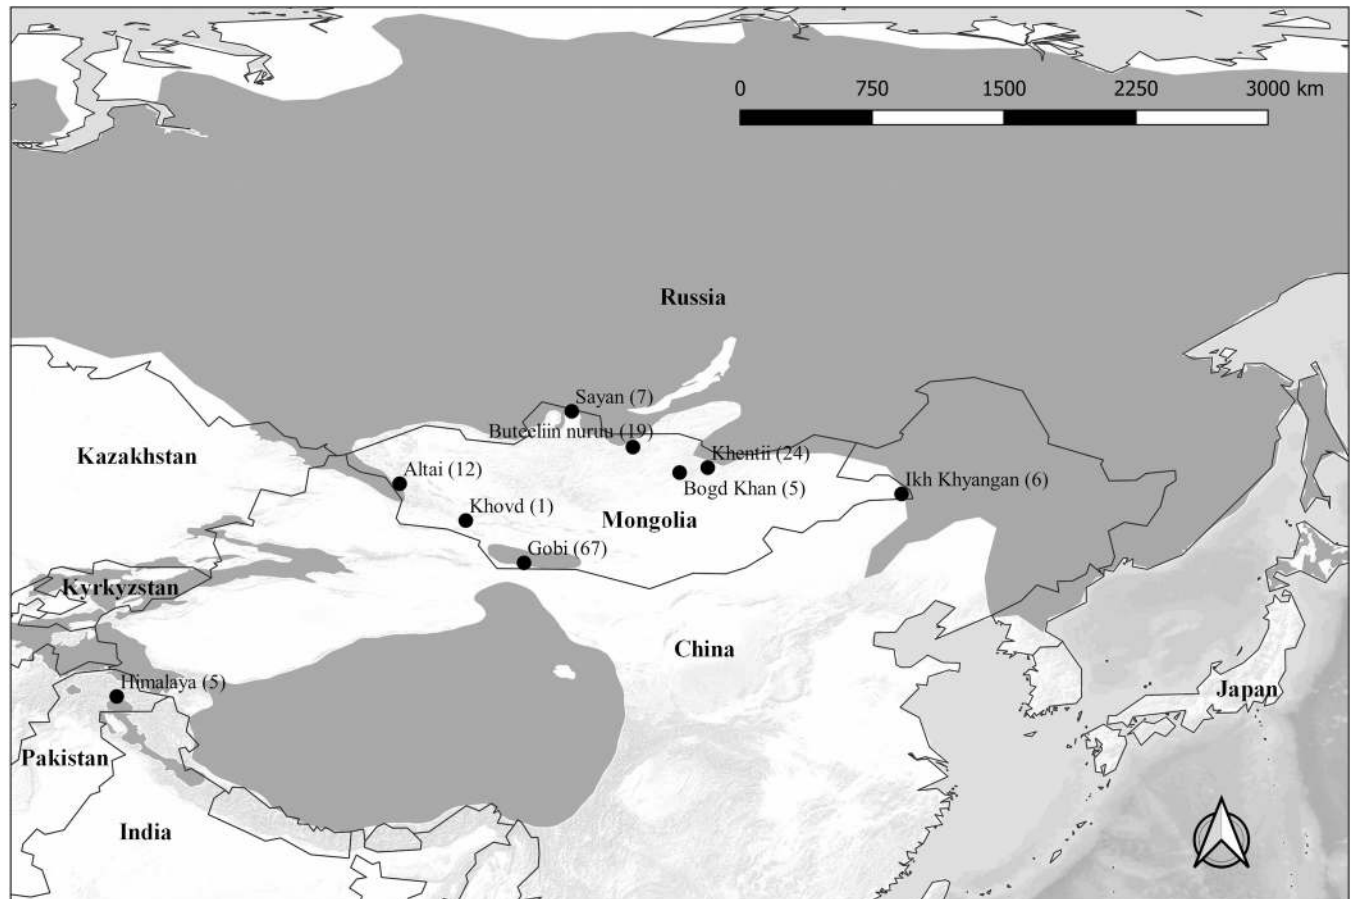 0 750 1500 2250 3000 km
Russia
Sayan (7)
Buteeliin nuruu (19)
Kazakhstan
Khentii (24)
Altai (12)
Ikh Khyangan (6)
Bogd Khan (5)
Khovd (1)
Mongolia
Gobi (67)
Kyrkyzstan
China
Himalaya (5)
Japan
Pakistan
India